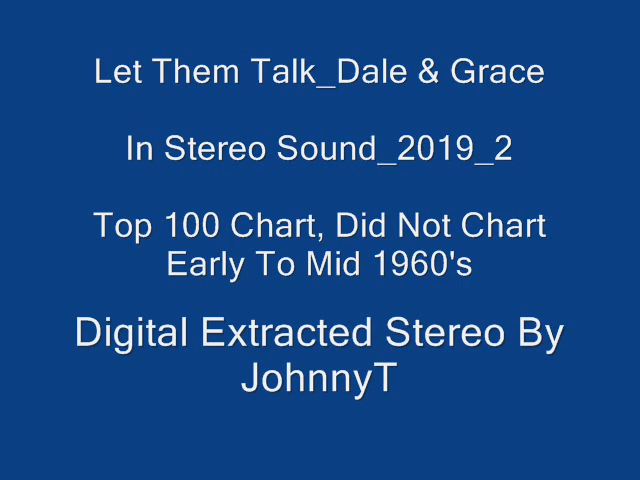 Let Them Talk_Dale & Grace
In Stereo Sound_2019_2
Top 100 Chart, Did Not Chart
Early To Mid 1960's
Digital Extracted Stereo By
JohnnyT